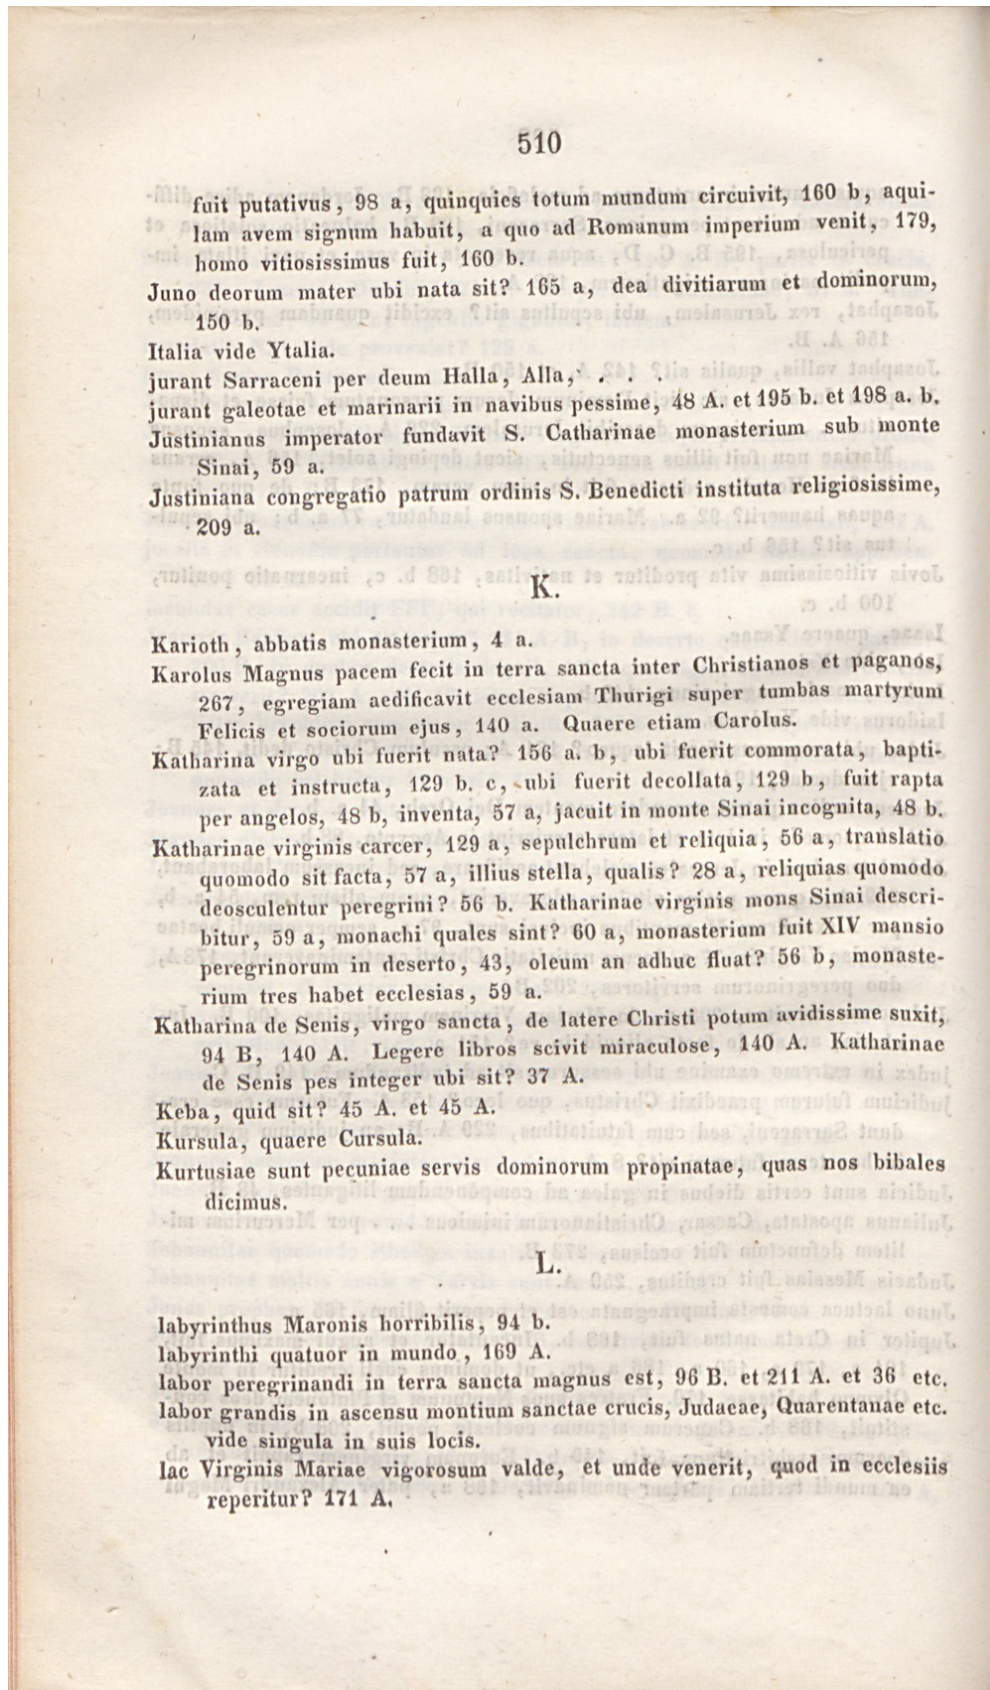 510
fuit putativus, 98 a, quinquies totum mundum circuivit, 160 b, aqui-
lam avem signum habuit, a quo ad Romanum imperium venit, 179,
homo vitiosissimus fuit, 160 b.
Juno deorum mater ubi nata sit? 165 a, dea divitiarum et dominorum,
150 b.
Italia vide Ytalia.
jurant Sarraceni per deum Halla, Alla, . . .
jurant galeotae et marinarii in navibus pessime, 48 A. et 195 b. et 198 a. b.
Justinianus imperator fundavit S. Catharinae monasterium sub monte
Sinai, 59 a.
Justiniana congregatio patrum ordinis S. Benedicti instituta religiosissime,
209 a.
K.
Karioth, abbatis monasterium, 4 a.
Karolus Magnus pacem fecit in terra sancta inter Christianos et paganos,
267, egregiam aedificavit ecclesiam Thurigi super tumbas martyrum
Felicis et sociorum ejus, 140 a. Quaere etiam Carolus.
Katharina virgo ubi fuerit nata? 156 a. b, ubi fuerit commorata, bapti-
zata et instructa, 129 b. c, ubi fuerit decollata, 129 b, fuit rapta
per angelos, 48 b, inventa, 57 a, jacuit in monte Sinai incognita, 48 b.
Katharinae virginis carcer, 129 a, sepulchrum et reliquia, 56 a, translatio
quomodo sit facta, 57 a, illius stella, qualis? 28 a, reliquias quomodo
deosculentur peregrini? 56 b. Katharinae virginis mons Sinai descri-
bitur, 59 a, monachi quales sint? 60 a, monasterium fuit XIV mansio
peregrinorum in deserto, 43, oleum an adhuc fluat? 56 b, monaste-
rium tres habet ecclesias, 59 a.
Katharina de Senis, virgo sancta, de latere Christi potum avidissime suxit,
94 B, 140 A. Legere libros scivit miraculose, 140 A. Katharinae
de Senis pes integer ubi sit? 37 A.
Keba, quid sit? 45 A. et 45 A.
Kursula, quaere Cursula.
Kurtusiae sunt pecuniae servis dominorum propinatae, quas nos bibales
dicimus.
L.
labyrinthus Maronis horribilis, 94 b.
labyrinthi quatuor in mundo, 169 A.
labor peregrinandi in terra sancta magnus est, 96 B. et 211 A. et 36 etc.
labor grandis in ascensu montium sanctae crucis, Judaeae, Quarentanae etc.
vide singula in suis locis.
lac Virginis Mariae vigorosum valde, et unde venerit, quod in ecclesiis
reperitur? 171 A.